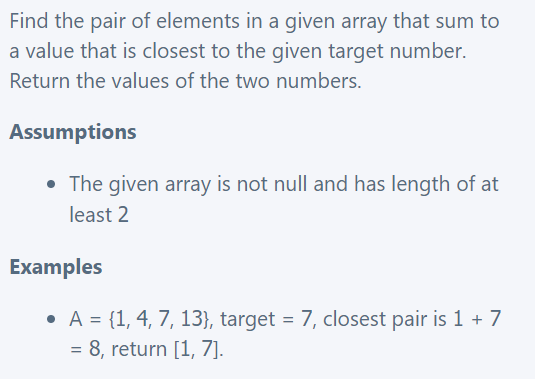 Find the pair of elements in a given array that sum to
a value that is closest to the given target number.
Return the values of the two numbers.
Assumptions
• The given array is not null and has length of at
least 2
Examples
• A = {1, 4, 7, 13}, target = 7, closest pair is 1 + 7
= 8, return [1, 7].